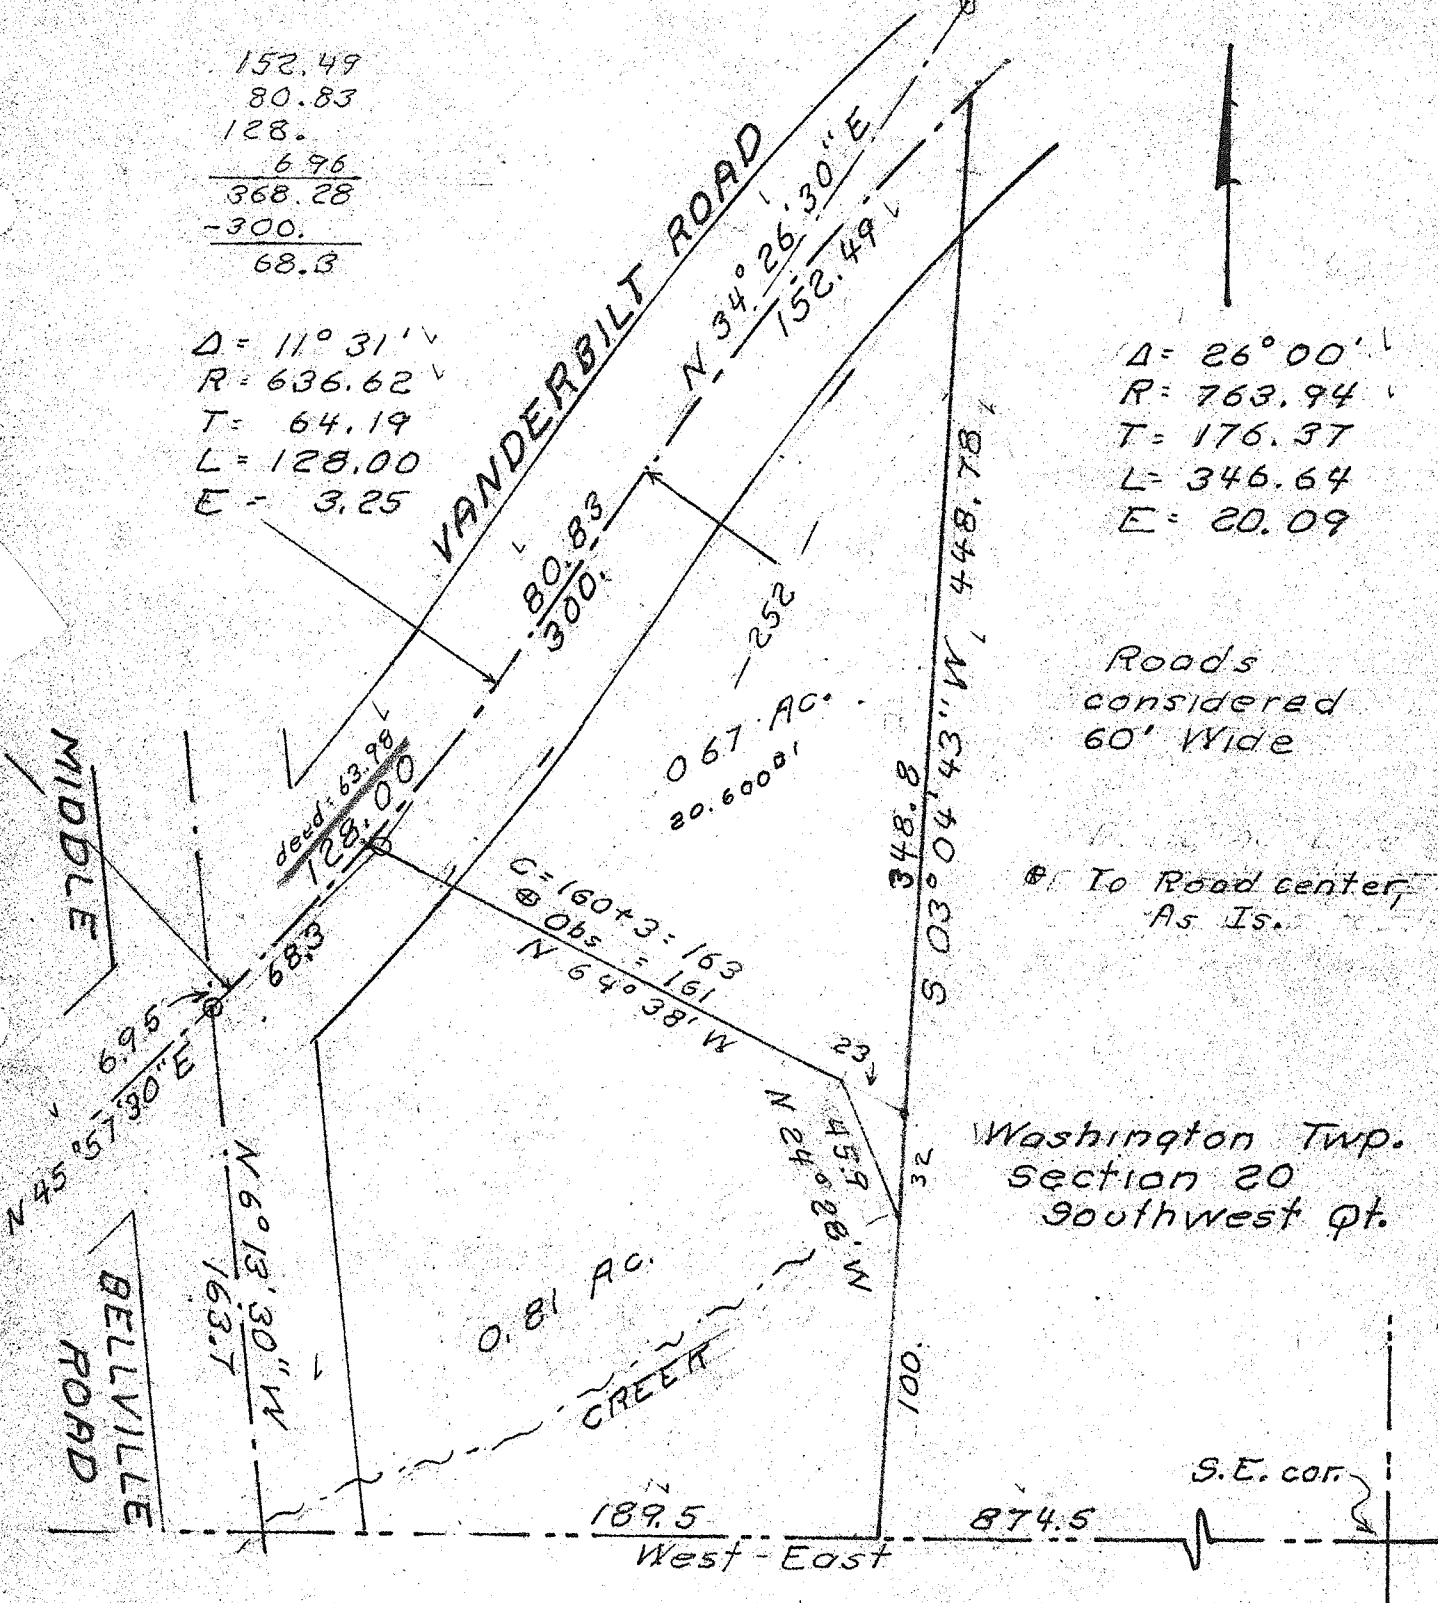 152.49
80.83
128.
6 96
368.28
-300.
68.3
Δ = 11° 31'
R = 636.62
T = 64.19
L = 128.00
E - 3.25
VANDERBILT ROAD
N 34° 26' 30" E
152.49
80.83
300.
252
Δ = 26° 00'
R = 763.94
T = 176.37
L = 346.64
E = 20.09
S 03° 04' 43" W, 448.78
348.8
Roads
considered
60' Wide
0 67 Ac.
deed: 63.98
128.00
68.3
MIDDLE
BELLVILLE
ROAD
6.95
N 45° 57' 30" E
C = 160+3 = 163
⊕ Obs = 161
N 64° 38' W
⊕ To Road center,
As Is.
23
45.9
N 24° 28' W
32
Washington Twp.
Section 20
Southwest Qt.
N 6° 13' 30" W
163.7
0.81 Ac.
CREEK
100.
S.E. cor.
189.5
874.5
West - East